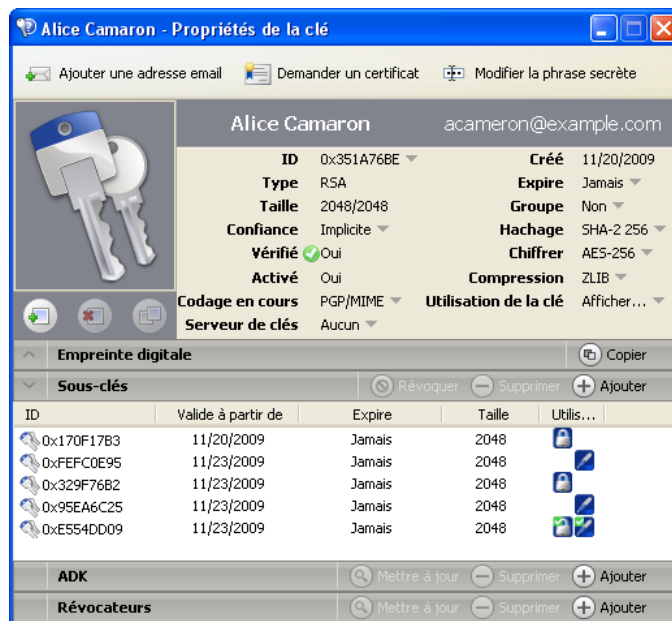 Alice Camaron - Propriétés de la clé
Ajouter une adresse email Demander un certificat Modifier la phrase secrète
Alice Camaron acameron@example.com
ID 0x351A76BE Créé 11/20/2009
Type RSA Expire Jamais
Taille 2048/2048 Groupe Non
Confiance Implicite Hachage SHA-2 256
Vérifié Oui Chiffrer AES-256
Activé Oui Compression ZLIB
Codage en cours PGP/MIME Utilisation de la clé Afficher...
Serveur de clés Aucun
Empreinte digitale Copier
Sous-clés Révoquer Supprimer Ajouter
ID Valide à partir de Expire Taille Utilis...
0x170F17B3 11/20/2009 Jamais 2048
0xFEFC0E95 11/23/2009 Jamais 2048
0x329F76B2 11/23/2009 Jamais 2048
0x95EA6C25 11/23/2009 Jamais 2048
0xE554DD09 11/23/2009 Jamais 2048
ADK Mettre à jour Supprimer Ajouter
Révocateurs Mettre à jour Supprimer Ajouter